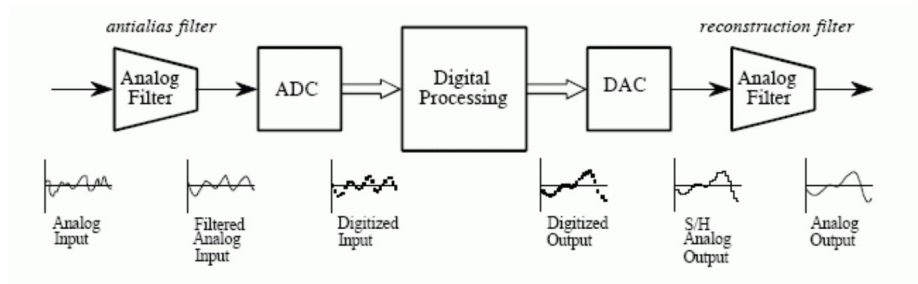 antialias filter
reconstruction filter
Analog
Filter
ADC
Digital
Processing
DAC
Analog
Filter
Analog
Input
Filtered
Analog
Input
Digitized
Input
Digitized
Output
S/H
Analog
Output
Analog
Output